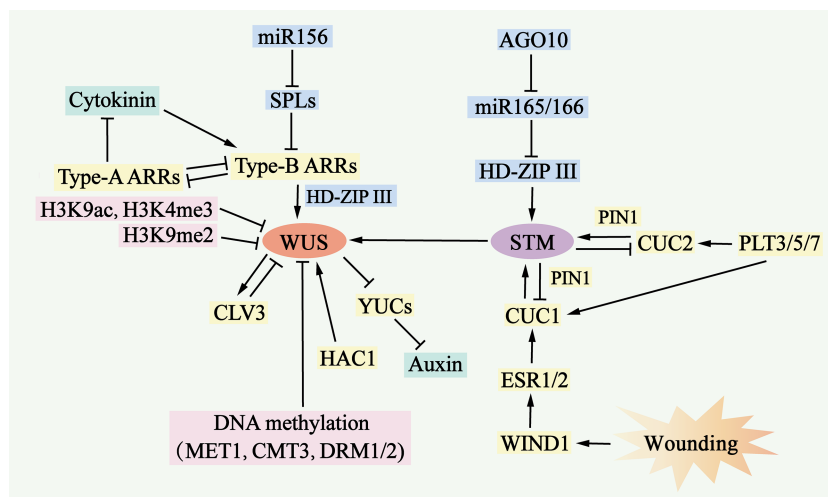 miR156
AGO10
Cytokinin
SPLs
miR165/166
Type-A ARRs
Type-B ARRs
HD-ZIP III
HD-ZIP III
H3K9ac, H3K4me3
H3K9me2
WUS
STM
PIN1
CUC2
PLT3/5/7
PIN1
CLV3
YUCs
CUC1
HAC1
Auxin
ESR1/2
DNA methylation
(MET1, CMT3, DRM1/2)
WIND1
Wounding